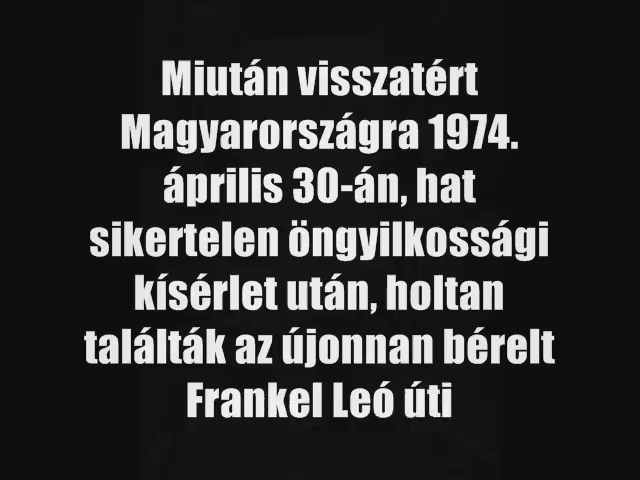 Miután visszatért
Magyarországra 1974.
április 30-án, hat
sikertelen öngyilkossági
kísérlet után, holtan
találták az újonnan bérelt
Frankel Leó úti